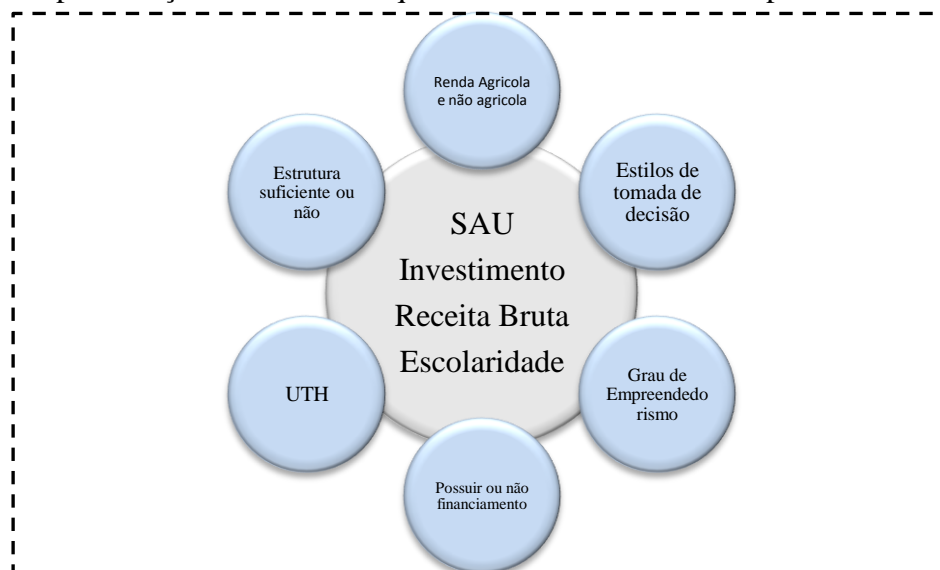 Renda Agricola
e não agricola
Estilos de
tomada de
decisão
Grau de
Empreendedo
rismo
Possuir ou não
financiamento
UTH
Estrutura
suficiente ou
não
SAU
Investimento
Receita Bruta
Escolaridade